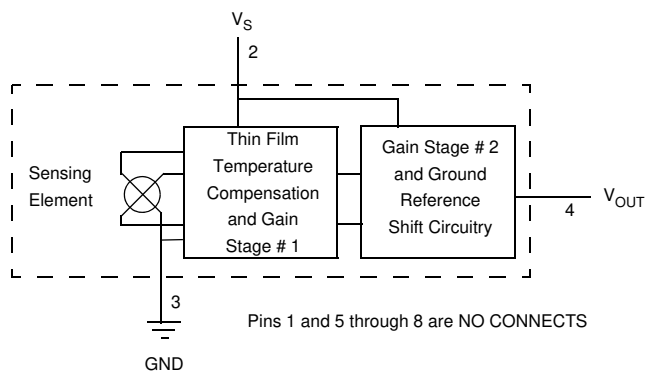 V_S
2
Sensing
Element
Thin Film
Temperature
Compensation
and Gain
Stage # 1
Gain Stage # 2
and Ground
Reference
Shift Circuitry
V_OUT
4
3
Pins 1 and 5 through 8 are NO CONNECTS
GND